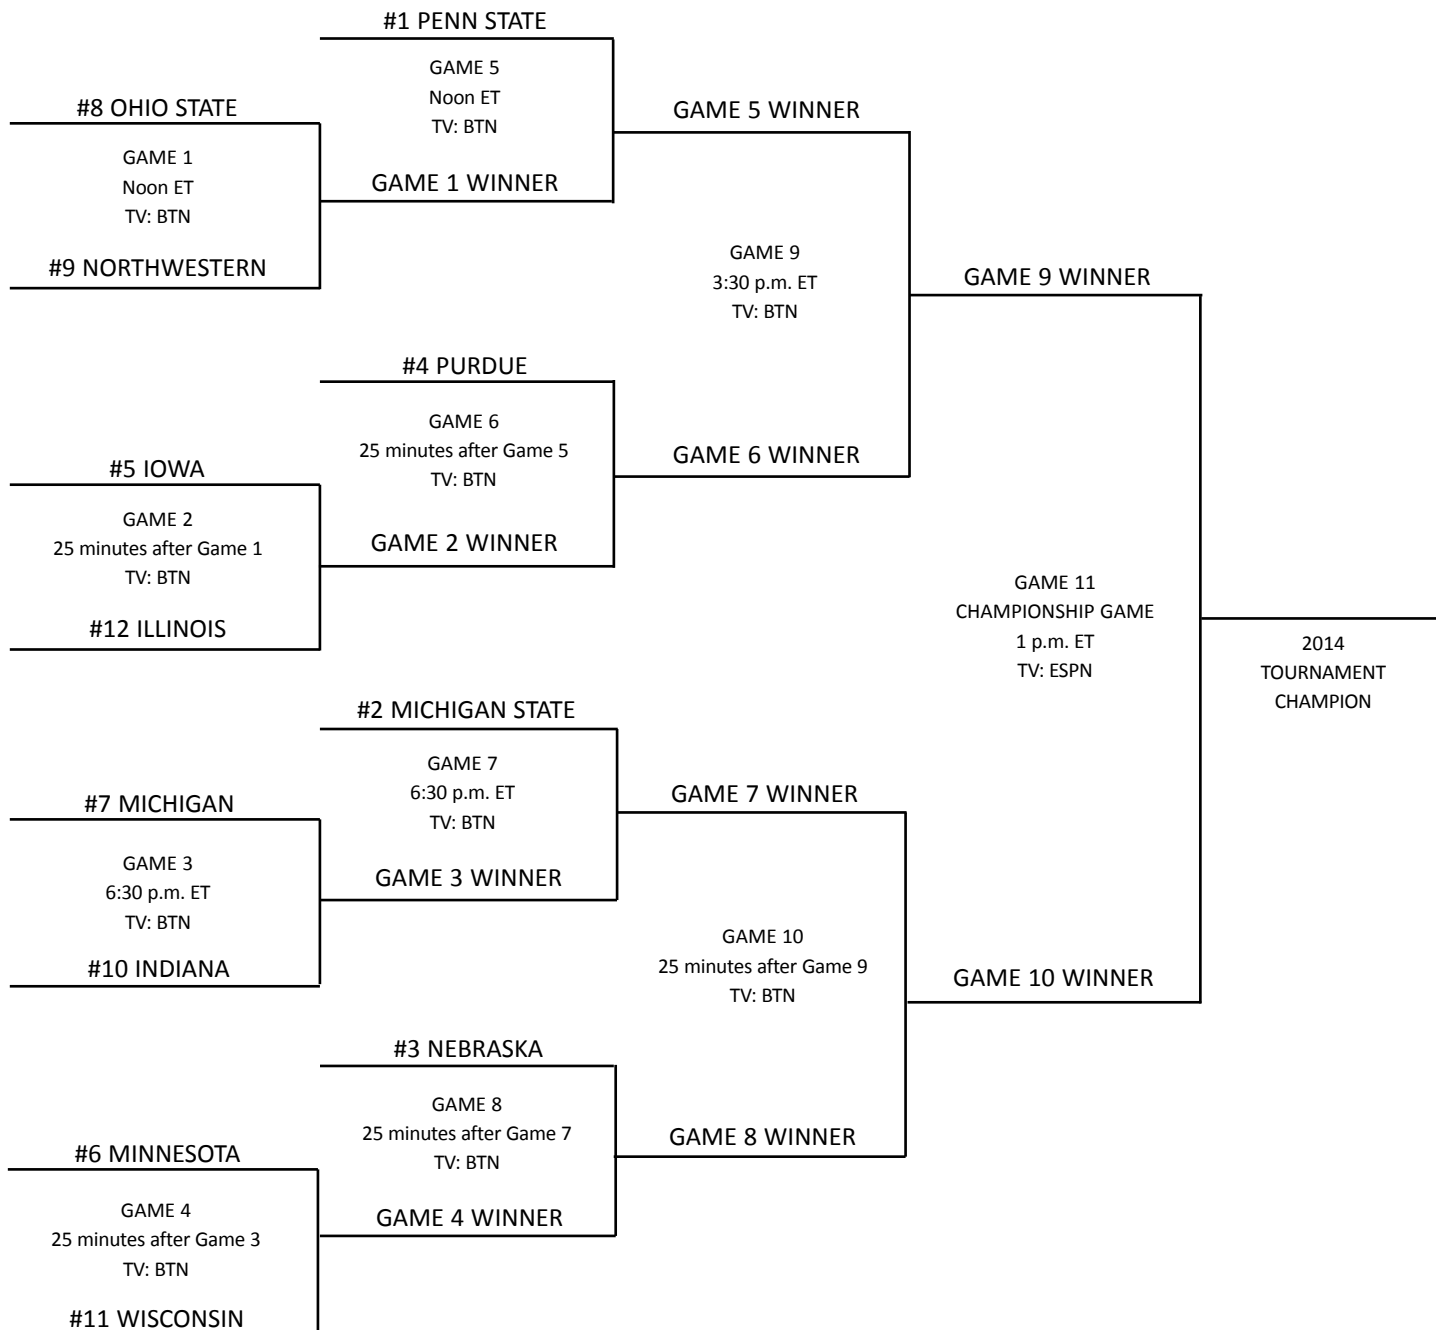 #1 PENN STATE
GAME 5
Noon ET
TV: BTN
#8 OHIO STATE
GAME 1
Noon ET
TV: BTN
#9 NORTHWESTERN
GAME 1 WINNER
GAME 5 WINNER
GAME 9
3:30 p.m. ET
TV: BTN
GAME 9 WINNER
#4 PURDUE
GAME 6
25 minutes after Game 5
TV: BTN
GAME 6 WINNER
#5 IOWA
GAME 2
25 minutes after Game 1
TV: BTN
#12 ILLINOIS
GAME 2 WINNER
GAME 11
CHAMPIONSHIP GAME
1 p.m. ET
TV: ESPN
2014
TOURNAMENT
CHAMPION
#2 MICHIGAN STATE
GAME 7
6:30 p.m. ET
TV: BTN
GAME 7 WINNER
#7 MICHIGAN
GAME 3
6:30 p.m. ET
TV: BTN
#10 INDIANA
GAME 3 WINNER
GAME 10
25 minutes after Game 9
TV: BTN
GAME 10 WINNER
#3 NEBRASKA
GAME 8
25 minutes after Game 7
TV: BTN
GAME 8 WINNER
#6 MINNESOTA
GAME 4
25 minutes after Game 3
TV: BTN
#11 WISCONSIN
GAME 4 WINNER